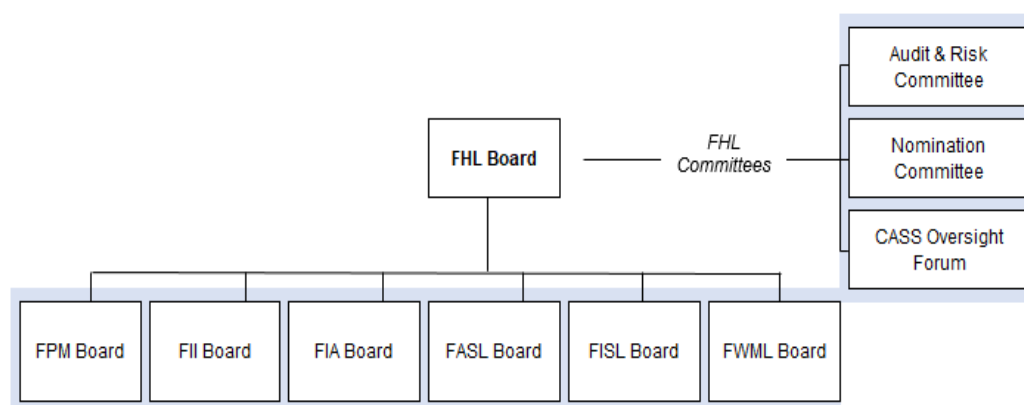 Audit & Risk
Committee
FHL Board
FHL
Committees
Nomination
Committee
CASS Oversight
Forum
FPM Board
FII Board
FIA Board
FASL Board
FISL Board
FWML Board